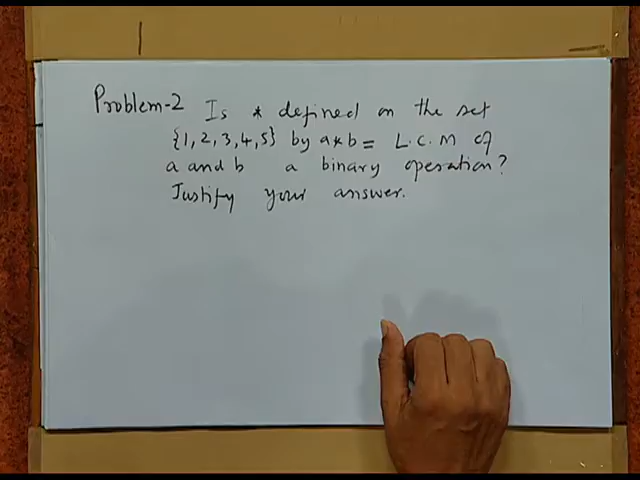 Problem-2 Is * defined on the set
{1, 2, 3, 4, 5} by a * b = L.C.M of
a and b a binary operation?
Justify your answer.